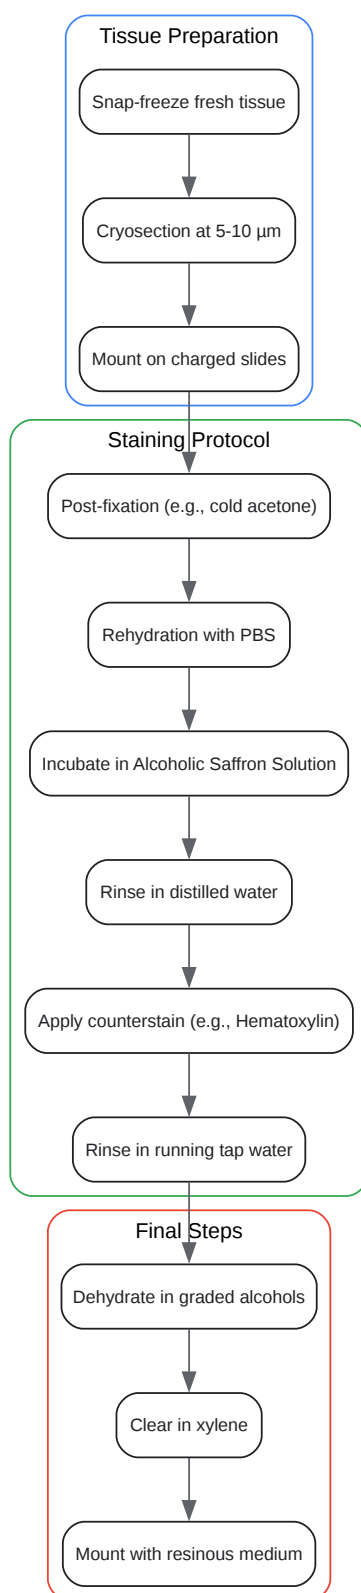 Tissue Preparation
Snap-freeze fresh tissue
Cryosection at 5-10 µm
Mount on charged slides
Staining Protocol
Post-fixation (e.g., cold acetone)
Rehydration with PBS
Incubate in Alcoholic Saffron Solution
Rinse in distilled water
Apply counterstain (e.g., Hematoxylin)
Rinse in running tap water
Final Steps
Dehydrate in graded alcohols
Clear in xylene
Mount with resinous medium